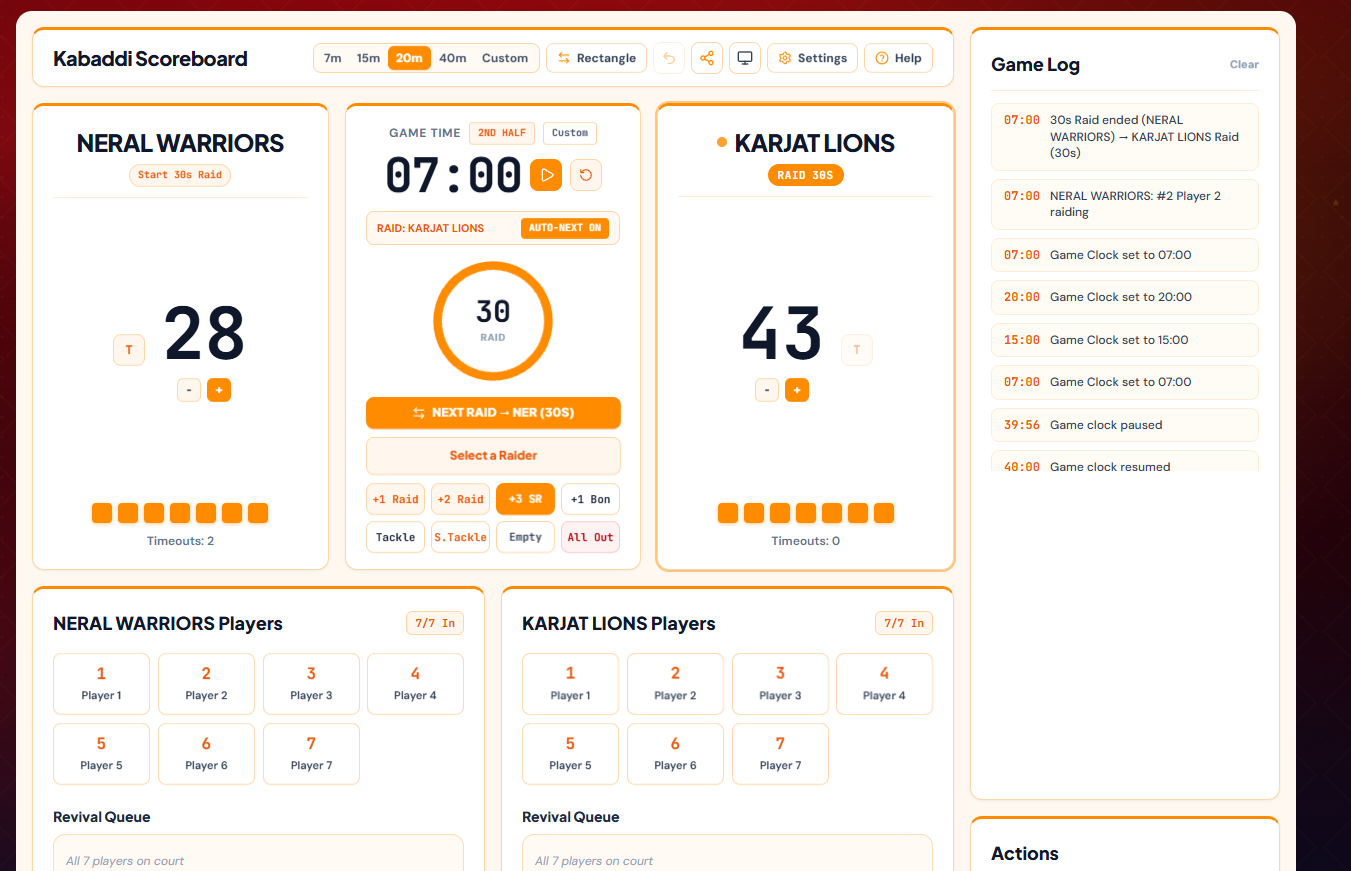 Kabaddi Scoreboard
7m 15m 20m 40m Custom
Rectangle
Settings
Help
NERAL WARRIORS
Start 30s Raid
T 28
- +
Timeouts: 2
GAME TIME 2ND HALF Custom
07:00
RAID: KARJAT LIONS AUTO-NEXT ON
30
RAID
NEXT RAID → NER (30S)
Select a Raider
+1 Raid +2 Raid +3 SR +1 Bon
Tackle S.Tackle Empty All Out
KARJAT LIONS
RAID 30S
43 T
- +
Timeouts: 0
NERAL WARRIORS Players 7/7 In
1 2 3 4
Player 1 Player 2 Player 3 Player 4
5 6 7
Player 5 Player 6 Player 7
Revival Queue
All 7 players on court
KARJAT LIONS Players 7/7 In
1 2 3 4
Player 1 Player 2 Player 3 Player 4
5 6 7
Player 5 Player 6 Player 7
Revival Queue
All 7 players on court
Game Log Clear
07:00 30s Raid ended (NERAL
WARRIORS) → KARJAT LIONS Raid
(30s)
07:00 NERAL WARRIORS: #2 Player 2
raiding
07:00 Game Clock set to 07:00
20:00 Game Clock set to 20:00
15:00 Game Clock set to 15:00
07:00 Game Clock set to 07:00
39:56 Game clock paused
40:00 Game clock resumed
Actions